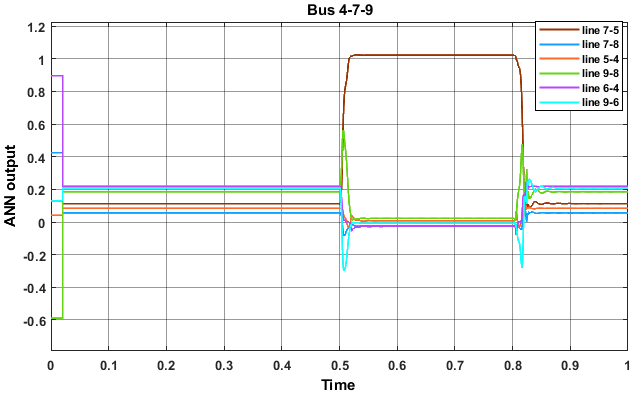 Bus 4-7-9
ANN output
1.2
1
0.8
0.6
0.4
0.2
0
-0.2
-0.4
-0.6
line 7-5
line 7-8
line 5-4
line 9-8
line 6-4
line 9-6
0 0.1 0.2 0.3 0.4 0.5 0.6 0.7 0.8 0.9 1
Time